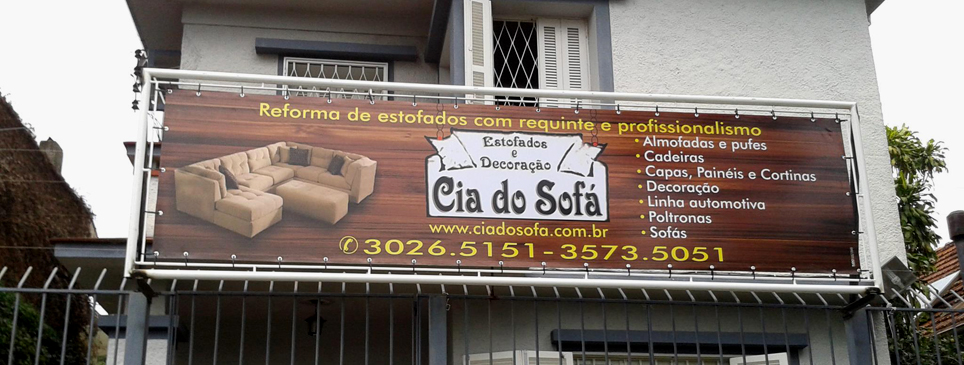 Reforma de estofados com requinte e profissionalismo
Estofados
e
Decoração
Cia do Sofá
www.ciadosofa.com.br
3026.5151-3573.5051
• Almofadas e pufes
• Cadeiras
• Capas, Painéis e Cortinas
• Decoração
• Linha automotiva
• Poltronas
• Sofás